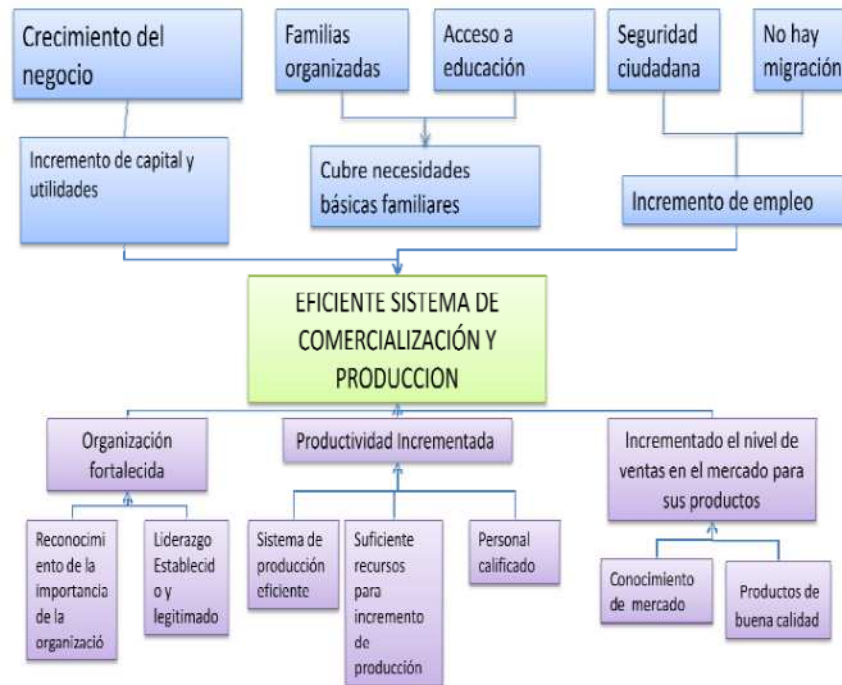 Crecimiento del
negocio
Familias
organizadas
Acceso a
educación
Seguridad
ciudadana
No hay
migración
Incremento de capital y
utilidades
Cubre necesidades
básicas familiares
Incremento de empleo
EFICIENTE SISTEMA DE
COMERCIALIZACIÓN Y
PRODUCCION
Organización
fortalecida
Productividad Incrementada
Incrementado el nivel de
ventas en el mercado para
sus productos
Reconocimi
ento de la
importancia
de la
organizació
Liderazgo
Establecid
o y
legitimado
Sistema de
producción
eficiente
Suficiente
recursos
para
incremento
de
producción
Personal
calificado
Conocimiento
de mercado
Productos de
buena calidad